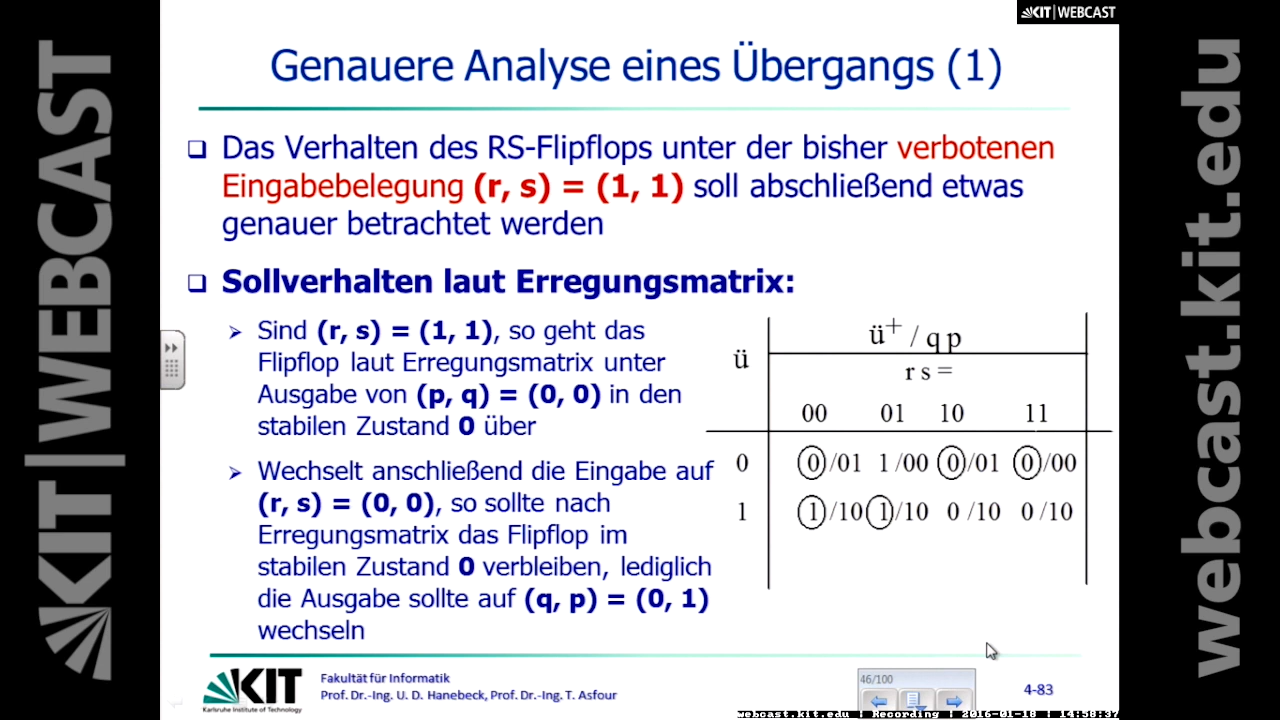 KIT|WEBCAST
Genauere Analyse eines Übergangs (1)
Das Verhalten des RS-Flipflops unter der bisher verbotenen
Eingabebelegung (r, s) = (1, 1) soll abschließend etwas
genauer betrachtet werden
Sollverhalten laut Erregungsmatrix:
Sind (r, s) = (1, 1), so geht das
Flipflop laut Erregungsmatrix unter
Ausgabe von (p, q) = (0, 0) in den
stabilen Zustand 0 über
Wechselt anschließend die Eingabe auf
(r, s) = (0, 0), so sollte nach
Erregungsmatrix das Flipflop im
stabilen Zustand 0 verbleiben, lediglich
die Ausgabe sollte auf (q, p) = (0, 1)
wechseln
ü ü+ / q p
r s =
00 01 10 11
0 0/01 1/00 0/01 0/00
1 1/10 1/10 0/10 0/10
KIT
Karlsruhe Institute of Technology
Fakultät für Informatik
Prof. Dr.-Ing. U. D. Hanebeck, Prof. Dr.-Ing. T. Asfour
46/100
4-83
webcast.kit.edu | Recording | 2016-01-18 | 14:58:37
KIT|WEBCAST
webcast.kit.edu